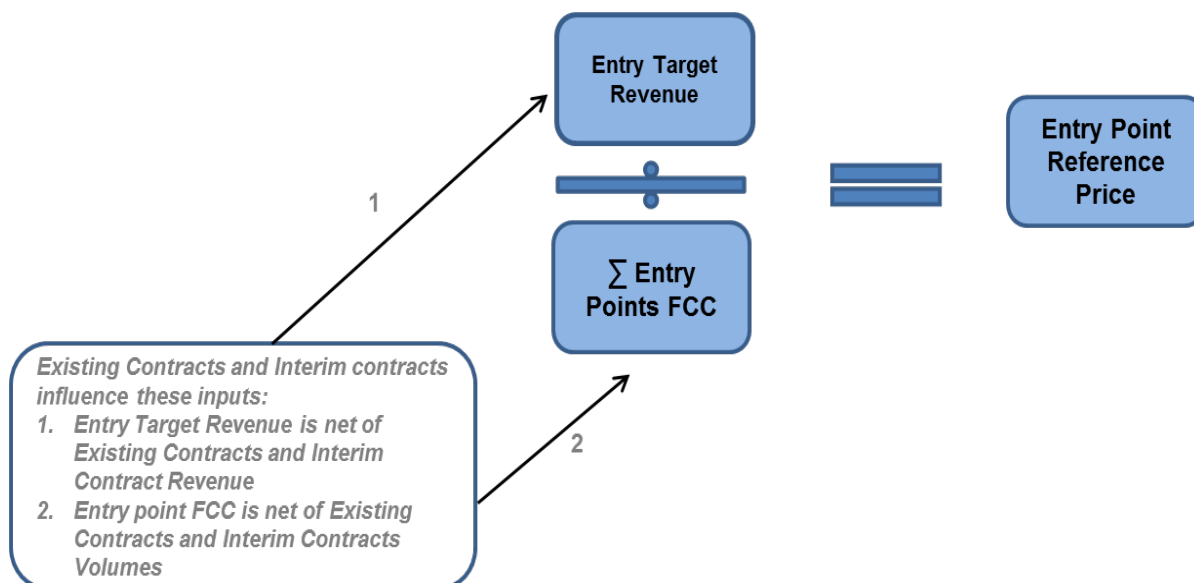 Entry Target
Revenue
Entry Point
Reference
Price
1
∑ Entry
Points FCC
Existing Contracts and Interim contracts
influence these inputs:
1. Entry Target Revenue is net of
Existing Contracts and Interim
Contract Revenue
2. Entry point FCC is net of Existing
Contracts and Interim Contracts
Volumes
2